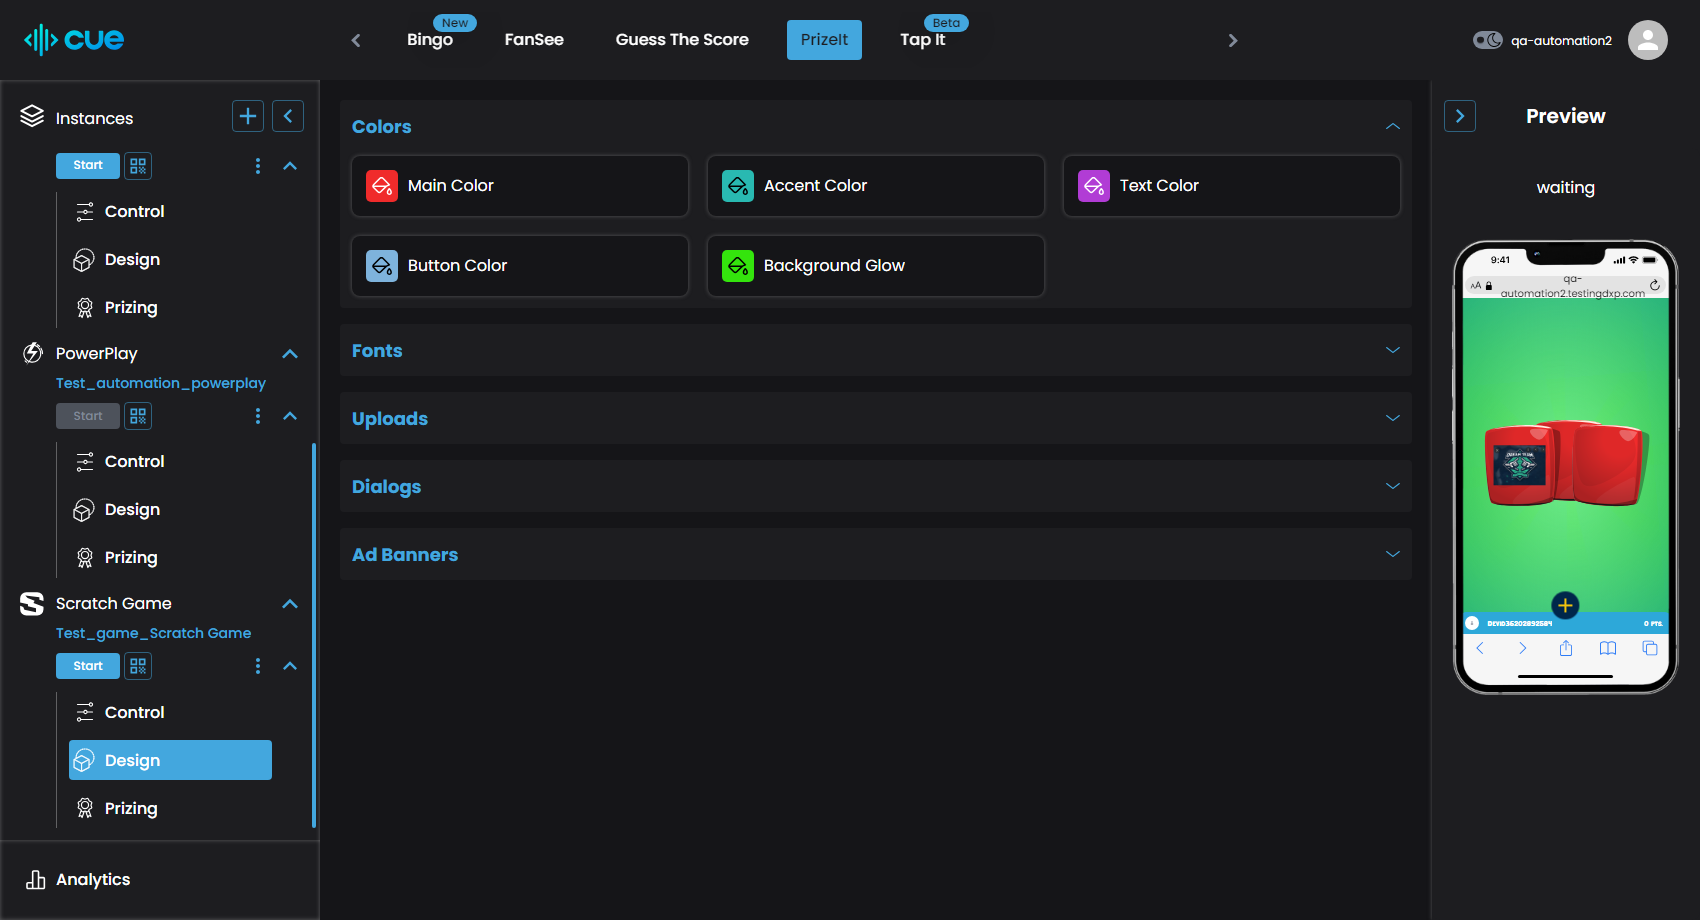 cue
New
Bingo
FanSee
Guess The Score
PrizeIt
Beta
Tap It
qa-automation2
Instances
Start
Control
Design
Prizing
PowerPlay
Test_automation_powerplay
Start
Control
Design
Prizing
Scratch Game
Test_game_Scratch Game
Start
Control
Design
Prizing
Analytics
Colors
Main Color
Accent Color
Text Color
Button Color
Background Glow
Fonts
Uploads
Dialogs
Ad Banners
Preview
waiting
9:41
AA
qa-
automation2.testingdxp.com
0 PTS.